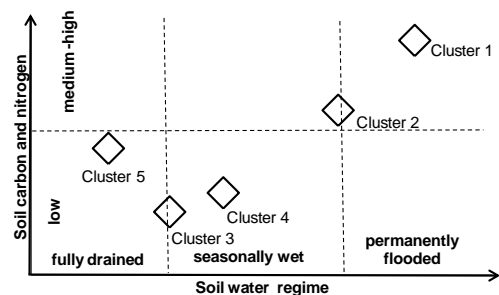 Soil carbon and nitrogen
medium -high
low
Cluster 1
Cluster 2
Cluster 5
Cluster 4
Cluster 3
fully drained
seasonally wet
permanently
flooded
Soil water regime